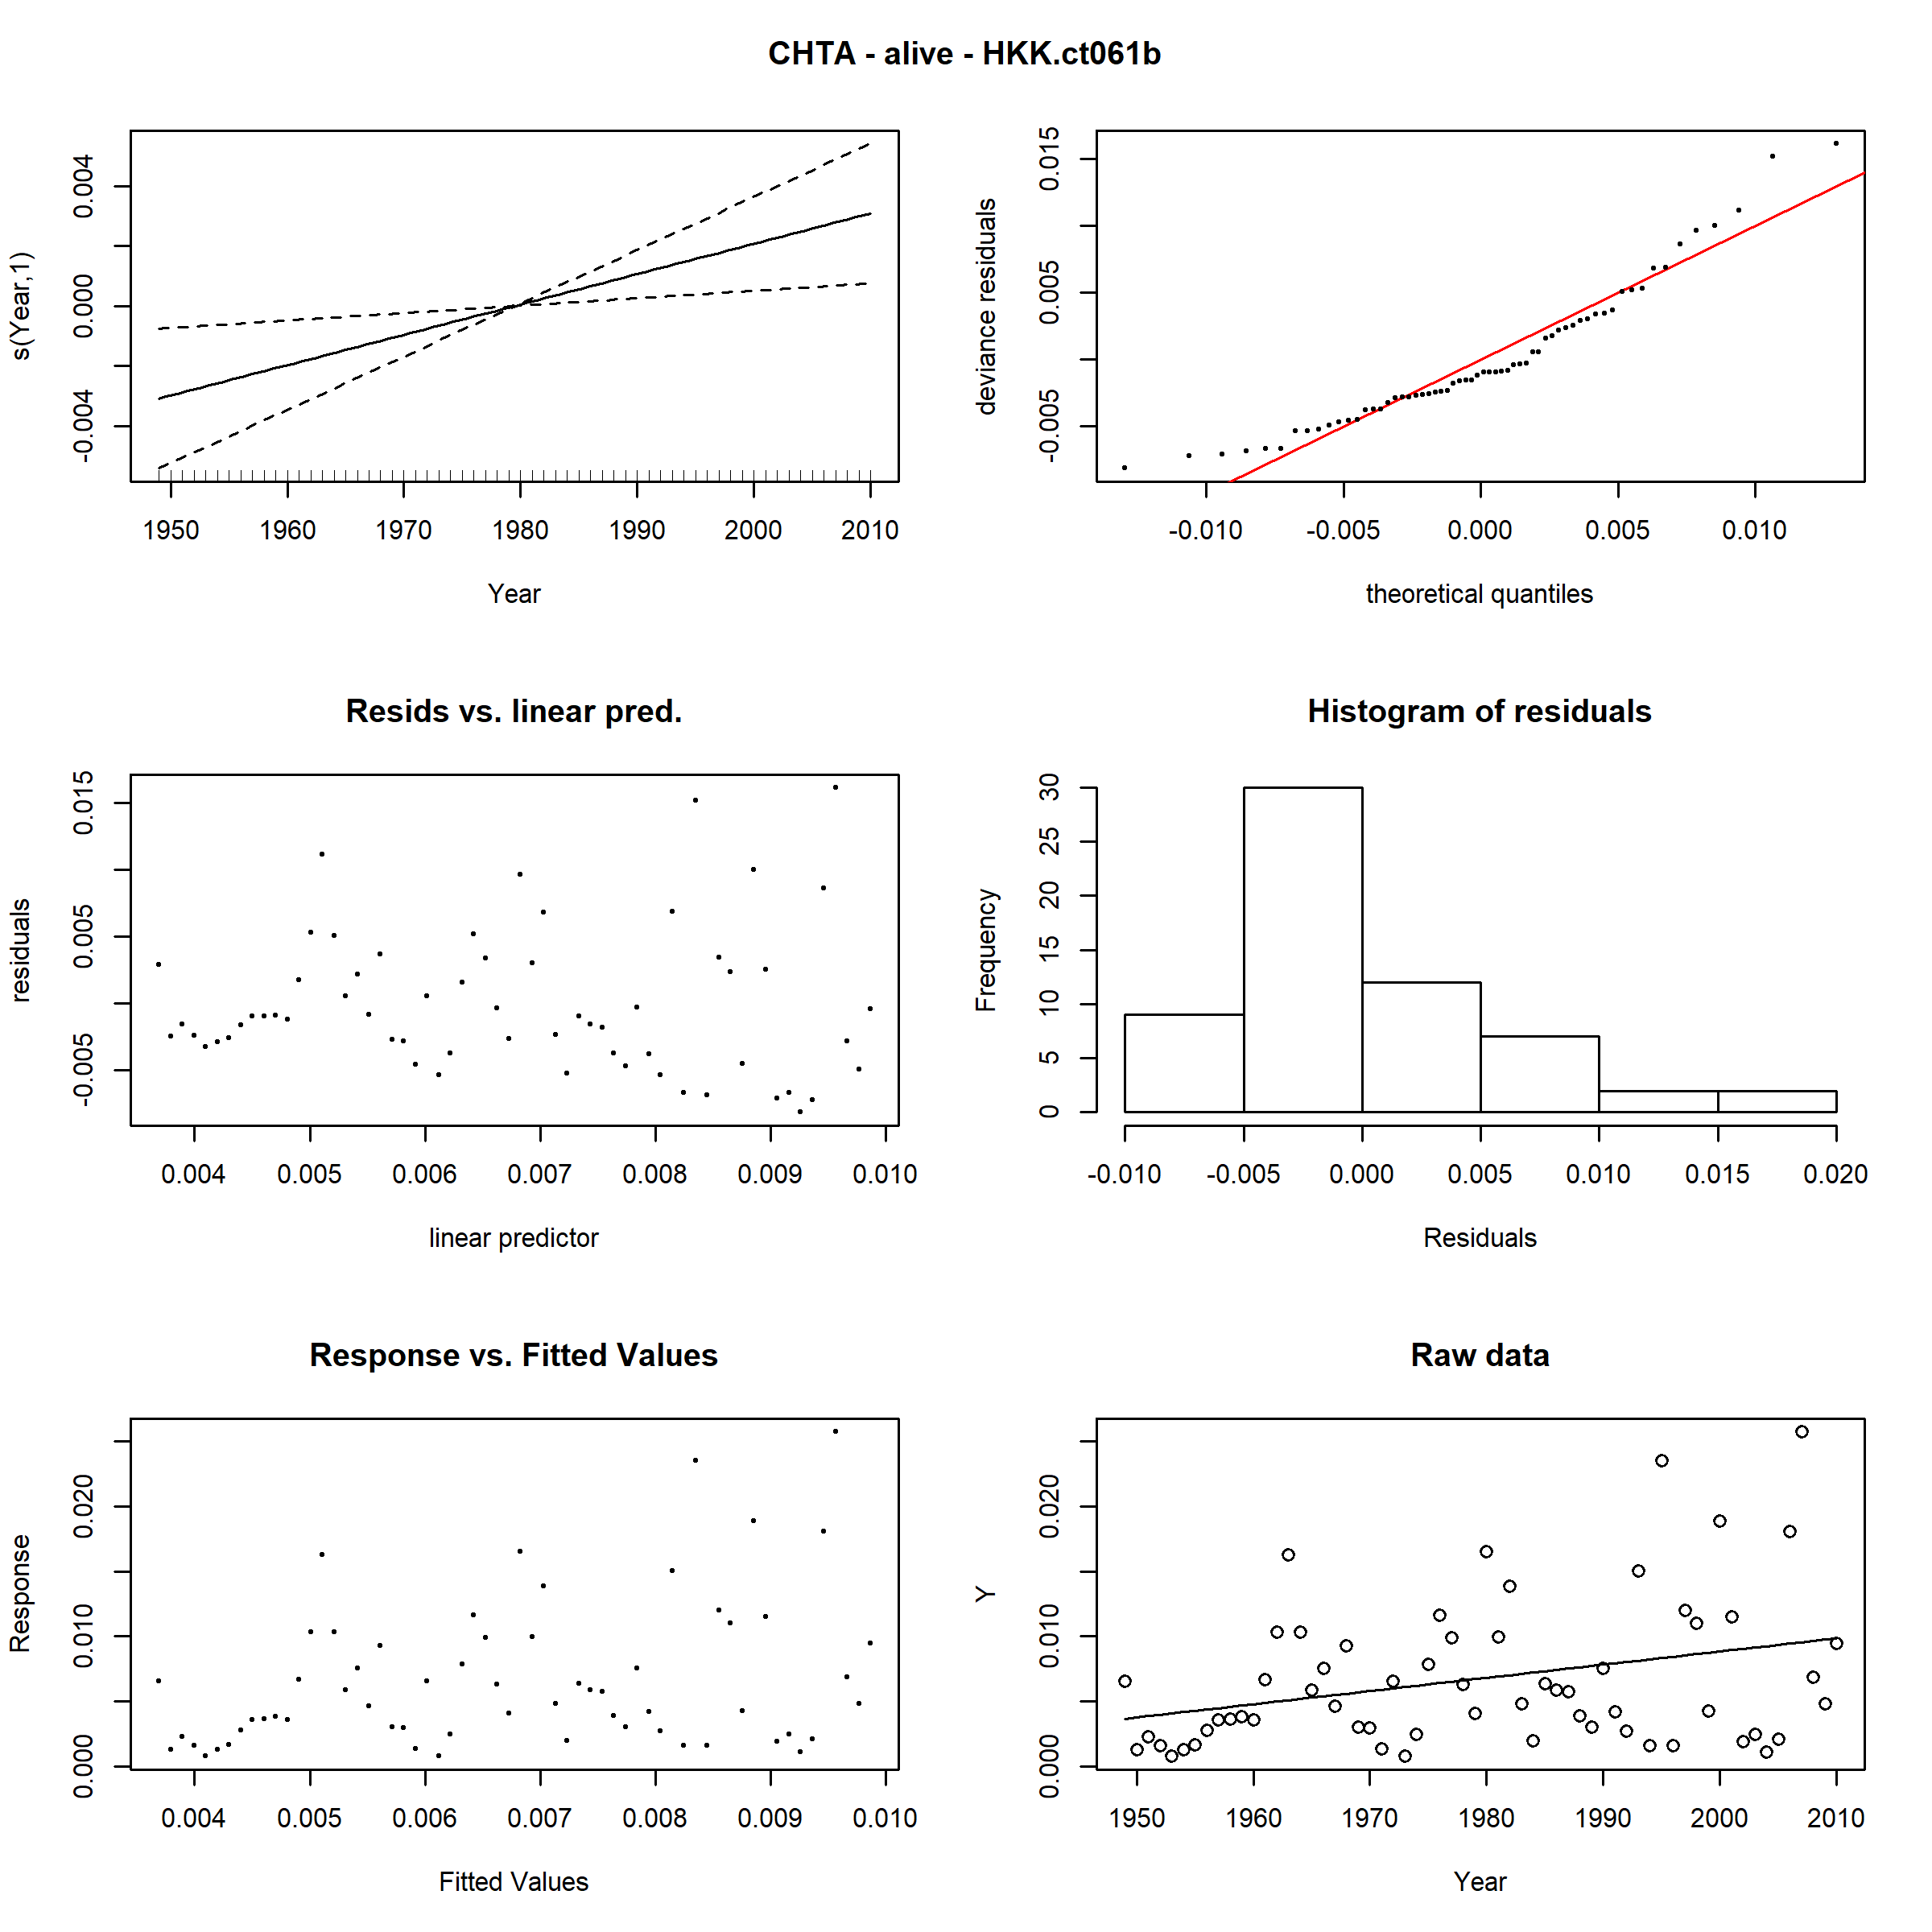 CHTA - alive - HKK.ct061b
s(Year,1)
0.004
0.000
-0.004
1950 1960 1970 1980 1990 2000 2010
Year
deviance residuals
0.015
0.005
-0.005
-0.010 -0.005 0.000 0.005 0.010
theoretical quantiles
Resids vs. linear pred.
residuals
0.015
0.005
-0.005
0.004 0.005 0.006 0.007 0.008 0.009 0.010
linear predictor
Histogram of residuals
Frequency
30
25
20
15
10
5
0
-0.010 -0.005 0.000 0.005 0.010 0.015 0.020
Residuals
Response vs. Fitted Values
Response
0.020
0.010
0.000
0.004 0.005 0.006 0.007 0.008 0.009 0.010
Fitted Values
Raw data
Y
0.020
0.010
0.000
1950 1960 1970 1980 1990 2000 2010
Year